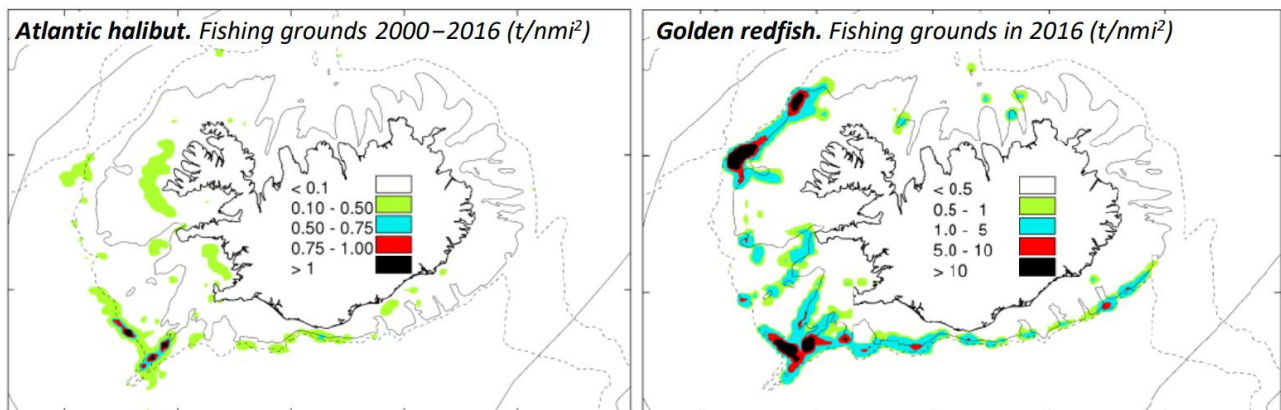 Atlantic halibut. Fishing grounds 2000–2016 (t/nmi²)
< 0.1
0.10 - 0.50
0.50 - 0.75
0.75 - 1.00
> 1
Golden redfish. Fishing grounds in 2016 (t/nmi²)
< 0.5
0.5 - 1
1.0 - 5
5.0 - 10
> 10